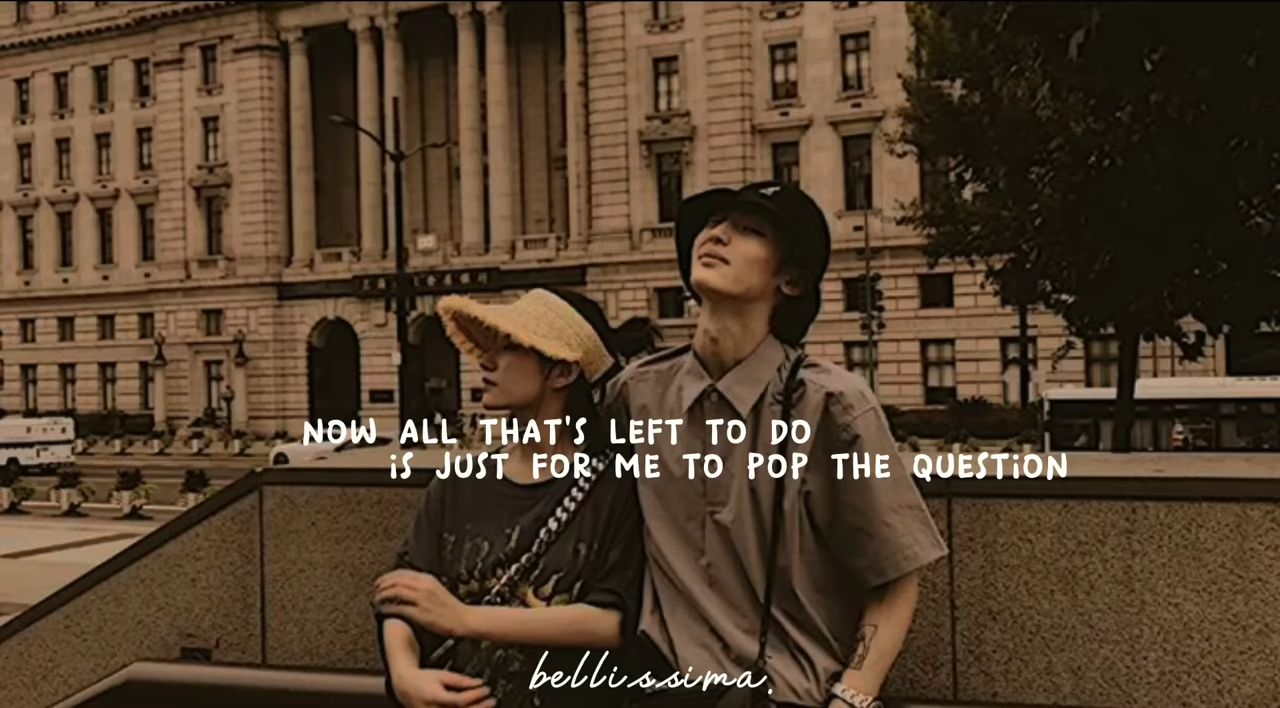 NOW ALL THAT'S LEFT TO DO
iS JUST FOR ME TO POP THE QUESTiON
bellissima.